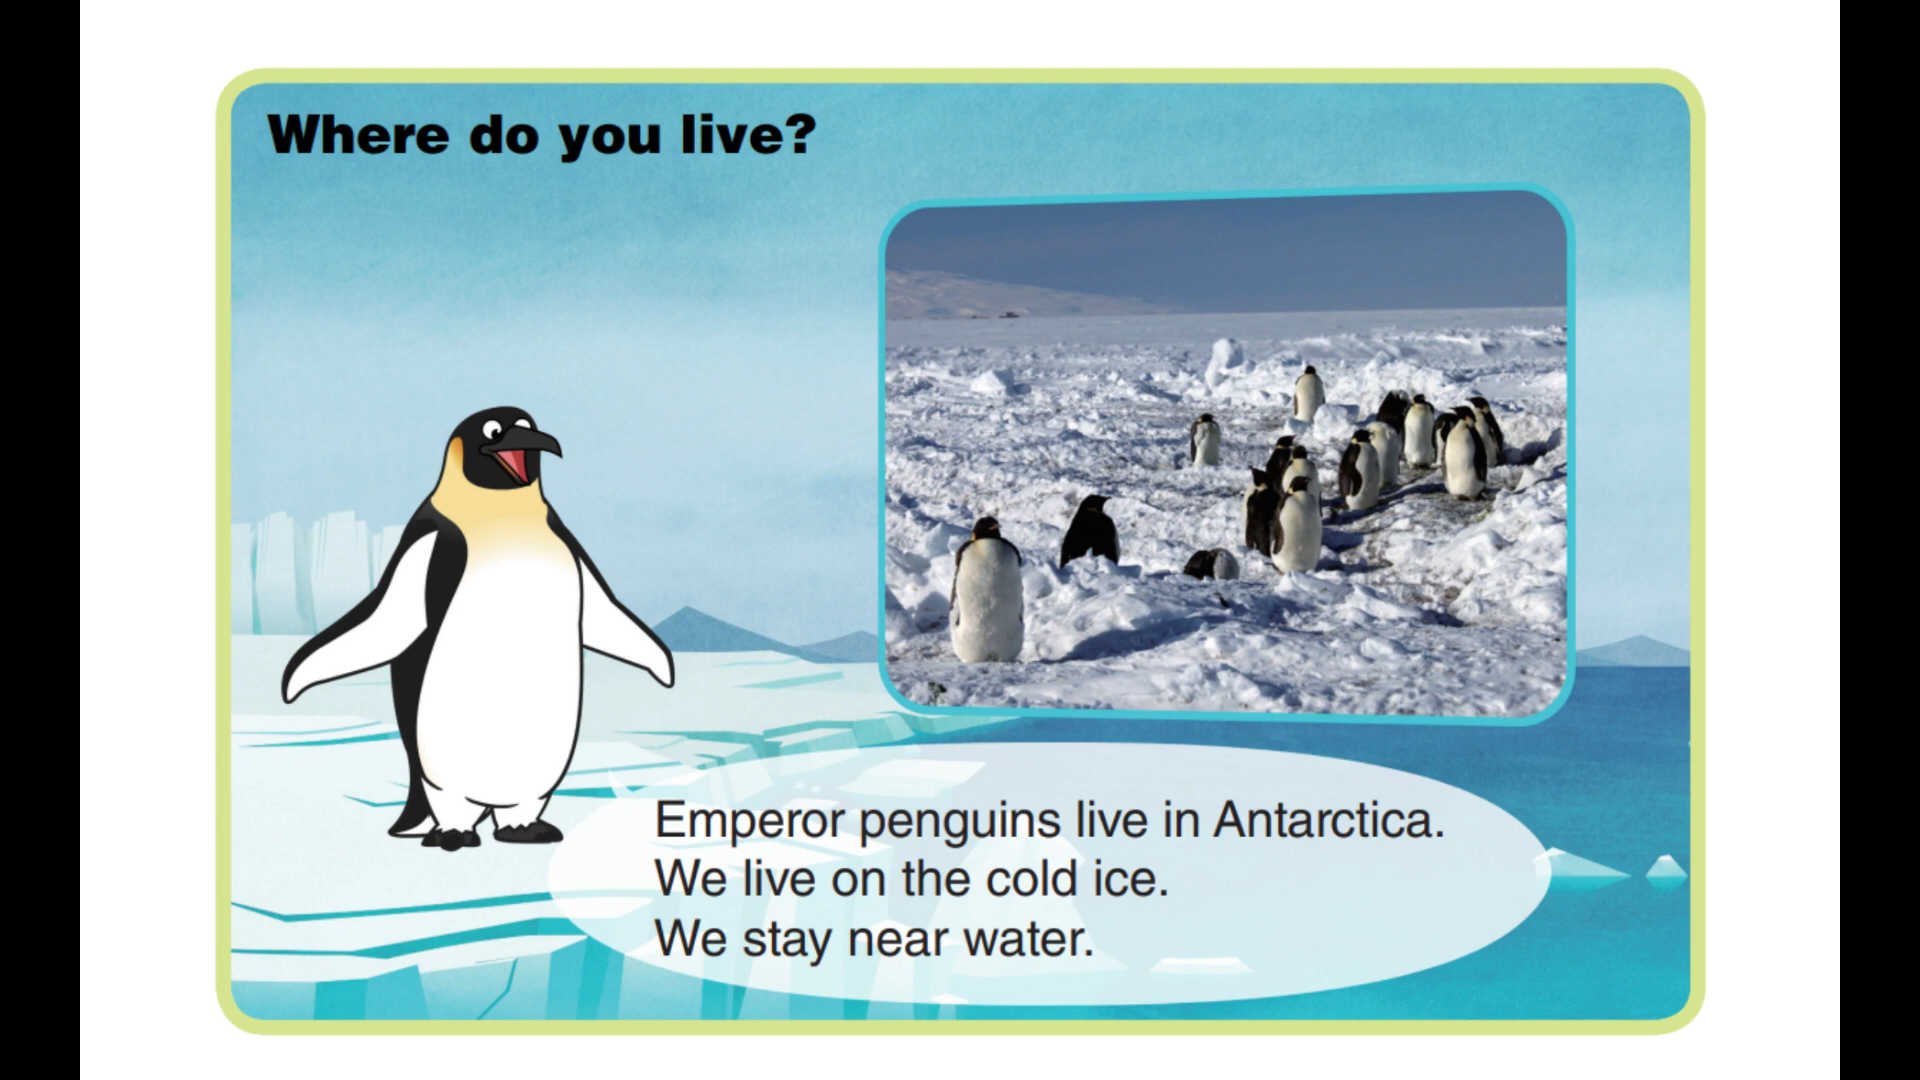 Where do you live?
Emperor penguins live in Antarctica.
We live on the cold ice.
We stay near water.